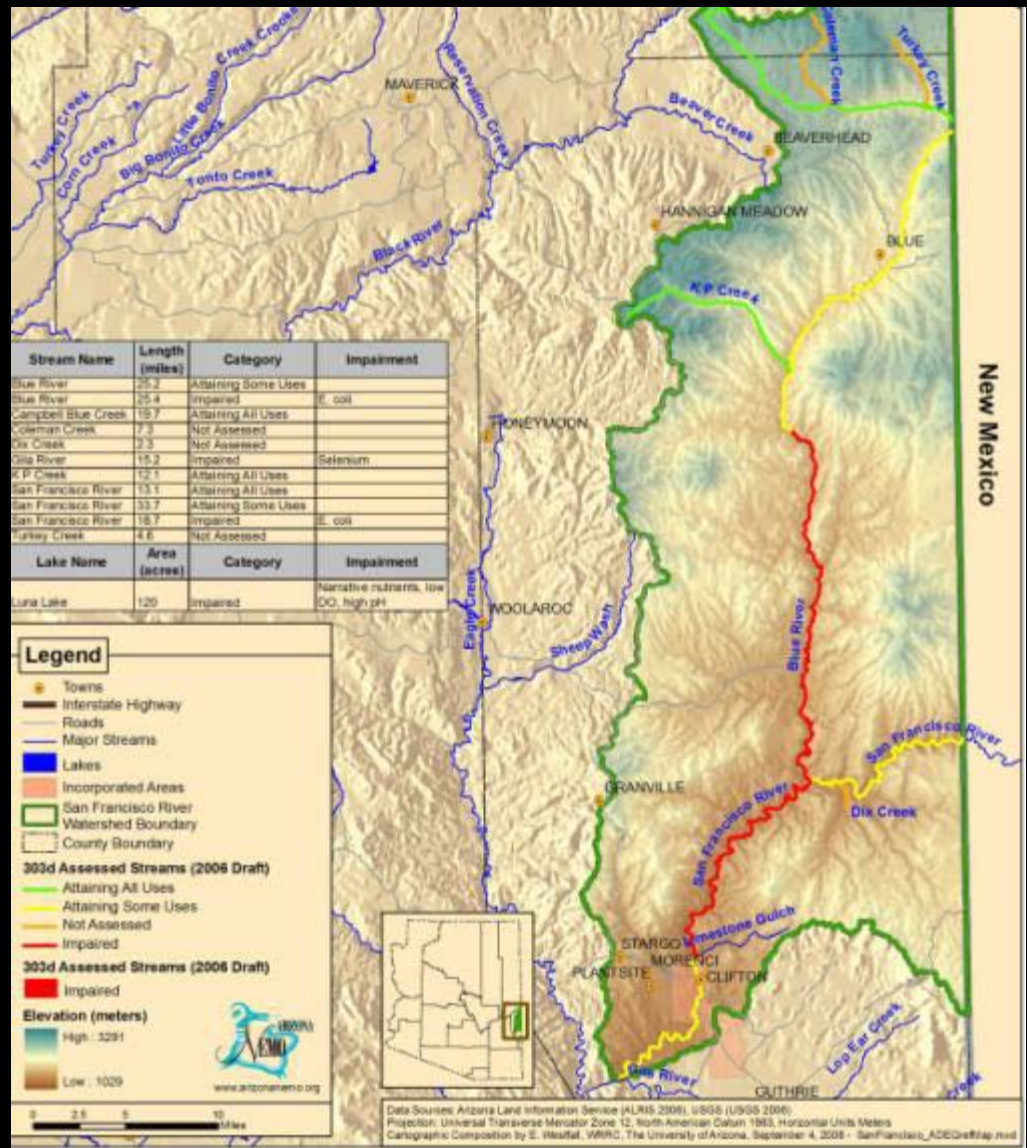 Coleman Creek
Turkey Creek
Reservation Creek
Little Bonito Creek
Crooked
MAVERICK
Beaver Creek
BEAVERHEAD
Turkey Creek
Corn Creek
Big Bonito Creek
Tonto Creek
HANNIGAN MEADOW
Black River
BLUE
K P Creek
New Mexico
Stream Name Length (miles) Category Impairment
Blue River 25.2 Attaining Some Uses
Blue River 25.4 Impaired E. coli
Campbell Blue Creek 19.7 Attaining All Uses
Coleman Creek 7.3 Not Assessed
Dix Creek 2.3 Not Assessed
Gila River 15.2 Impaired Selenium
K P Creek 12.1 Attaining All Uses
San Francisco River 13.1 Attaining All Uses
San Francisco River 33.7 Attaining Some Uses
San Francisco River 18.7 Impaired E. coli
Turkey Creek 4.6 Not Assessed
Lake Name Area (acres) Category Impairment
Luna Lake 120 Impaired Narrative nutrients, low DO, high pH
HONEYMOON
Eagle Creek
WOOLAROC
Sheep Wash
Blue River
San Francisco River
Dix Creek
GRANVILLE
San Francisco River
Limestone Gulch
STARGO
MORENCI
PLANTSITE
CLIFTON
Gila River
Lop Ear Creek
Creek
GUTHRIE
Legend
Towns
Interstate Highway
Roads
Major Streams
Lakes
Incorporated Areas
San Francisco River
Watershed Boundary
County Boundary
303d Assessed Streams (2006 Draft)
Attaining All Uses
Attaining Some Uses
Not Assessed
Impaired
303d Assessed Streams (2006 Draft)
Impaired
Elevation (meters)
High : 3291
Low : 1029
ARIZONA
NEMO
www.arizonanemo.org
0 2.5 5 10
Miles
Data Sources: Arizona Land Information Service (ALRIS 2006), USGS (USGS 2006)
Projection: Universal Transverse Mercator Zone 12, North American Datum 1983, Horizontal Units Meters
Cartographic Composition by E. Westfall, WRRC, The University of Arizona, September 4, 2008